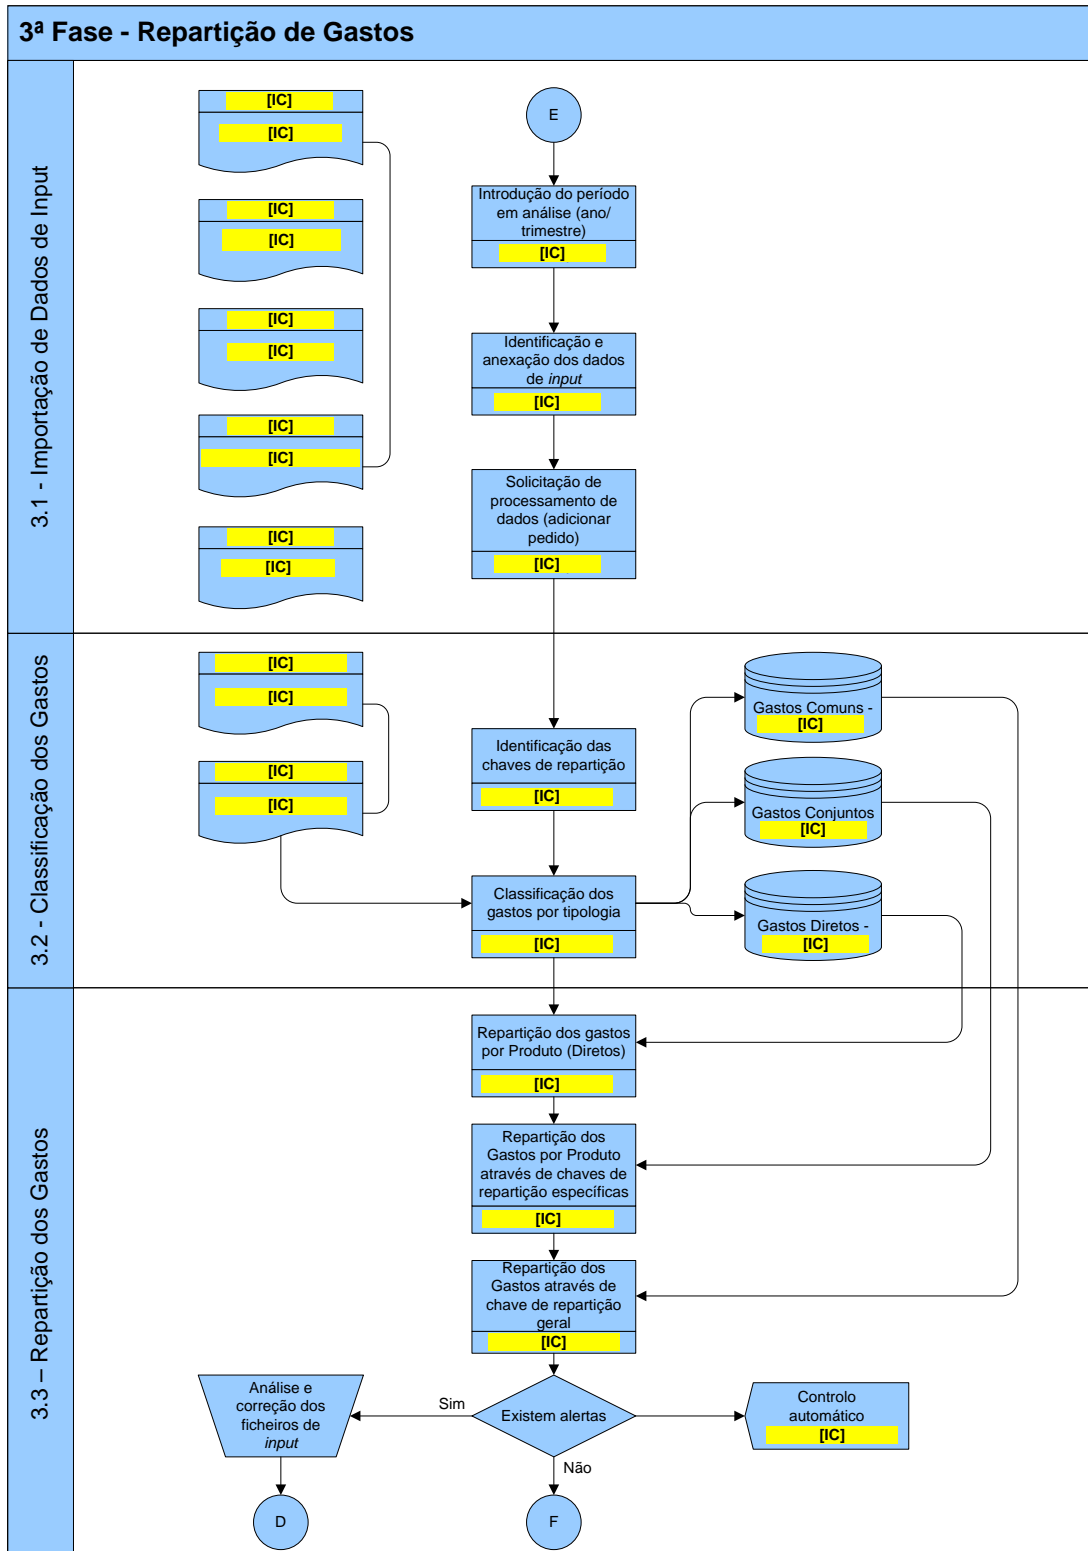 3ª Fase - Repartição de Gastos
3.1 - Importação de Dados de Input
[IC]
[IC]
[IC]
[IC]
[IC]
[IC]
[IC]
[IC]
[IC]
[IC]
E
Introdução do período
em análise (ano/
trimestre)
[IC]
Identificação e
anexação dos dados
de input
[IC]
Solicitação de
processamento de
dados (adicionar
pedido)
[IC]
3.2 - Classificação dos Gastos
[IC]
[IC]
[IC]
[IC]
Identificação das
chaves de repartição
[IC]
Classificação dos
gastos por tipologia
[IC]
Gastos Comuns -
[IC]
Gastos Conjuntos
[IC]
Gastos Diretos -
[IC]
3.3 – Repartição dos Gastos
Repartição dos gastos
por Produto (Diretos)
[IC]
Repartição dos
Gastos por Produto
através de chaves de
repartição específicas
[IC]
Repartição dos
Gastos através de
chave de repartição
geral
[IC]
Análise e
correção dos
ficheiros de
input
Sim
Existem alertas
Controlo
automático
[IC]
Não
D
F